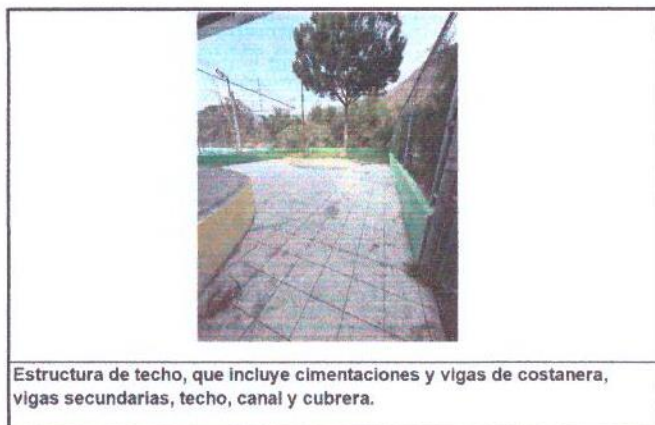 Estructura de techo, que incluye cimentaciones y vigas de costanera,
vigas secundarias, techo, canal y cubrera.